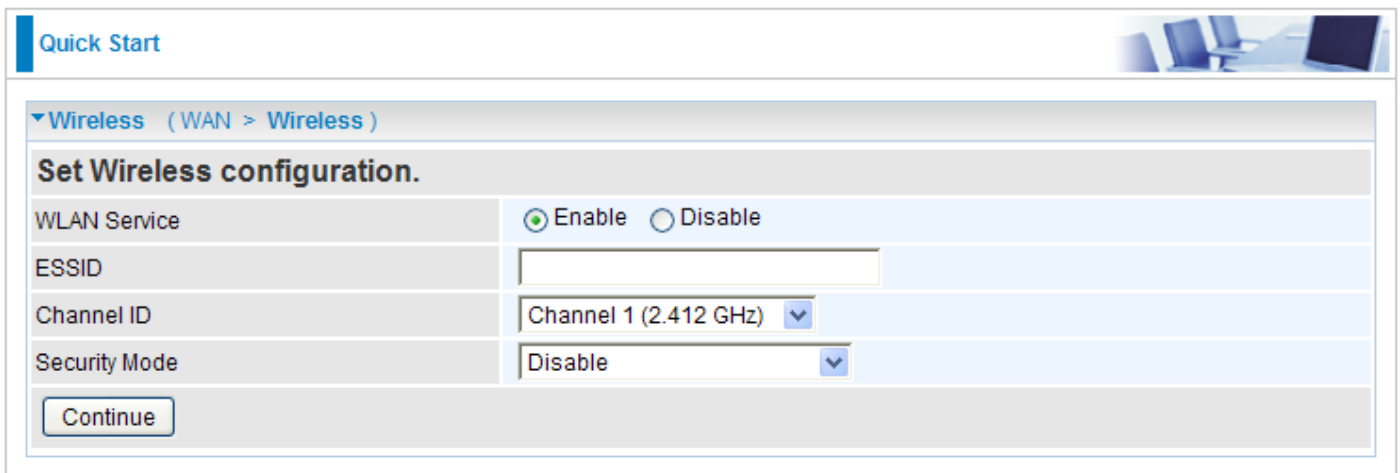 Quick Start
Wireless ( WAN > Wireless )
Set Wireless configuration.
WLAN Service Enable Disable
ESSID
Channel ID Channel 1 (2.412 GHz)
Security Mode Disable
Continue